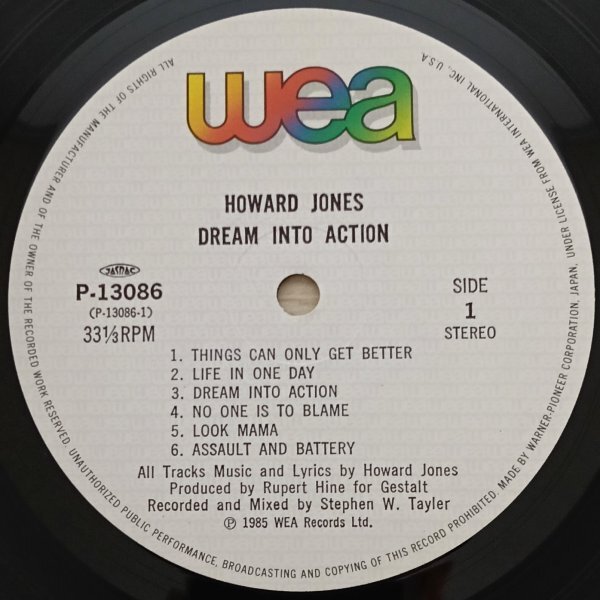 wea
HOWARD JONES
DREAM INTO ACTION
JASRAC
P-13086
(P-13086-1)
33⅓RPM
SIDE
1
STEREO
1. THINGS CAN ONLY GET BETTER
2. LIFE IN ONE DAY
3. DREAM INTO ACTION
4. NO ONE IS TO BLAME
5. LOOK MAMA
6. ASSAULT AND BATTERY
All Tracks Music and Lyrics by Howard Jones
Produced by Rupert Hine for Gestalt
Recorded and Mixed by Stephen W. Tayler
℗ 1985 WEA Records Ltd.
ALL RIGHTS OF THE MANUFACTURER AND OF THE OWNER OF THE RECORDED WORK RESERVED. UNAUTHORIZED PUBLIC PERFORMANCE, BROADCASTING AND COPYING OF THIS RECORD PROHIBITED. MADE BY WARNER-PIONEER CORPORATION, JAPAN, UNDER LICENSE FROM WEA INTERNATIONAL INC., U.S.A.